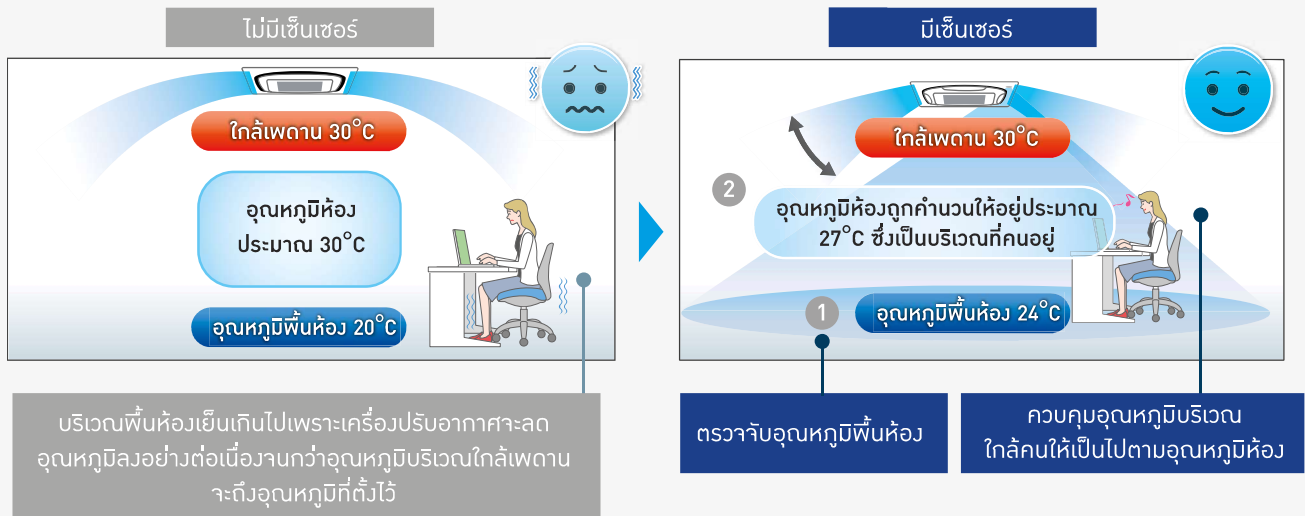 ไม่มีเซ็นเซอร์
ใกล้เพดาน 30°C
อุณหภูมิห้อง
ประมาณ 30°C
อุณหภูมิพื้นห้อง 20°C
บริเวณพื้นห้องเย็นเกินไปเพราะเครื่องปรับอากาศจะลด
อุณหภูมิลงอย่างต่อเนื่องจนกว่าอุณหภูมิบริเวณใกล้เพดาน
จะถึงอุณหภูมิที่ตั้งไว้
มีเซ็นเซอร์
ใกล้เพดาน 30°C
2
อุณหภูมิห้องถูกคำนวนให้อยู่ประมาณ
27°C ซึ่งเป็นบริเวณที่คนอยู่
1
อุณหภูมิพื้นห้อง 24°C
ตรวจจับอุณหภูมิพื้นห้อง
ควบคุมอุณหภูมิบริเวณ
ใกล้คนให้เป็นไปตามอุณหภูมิห้อง